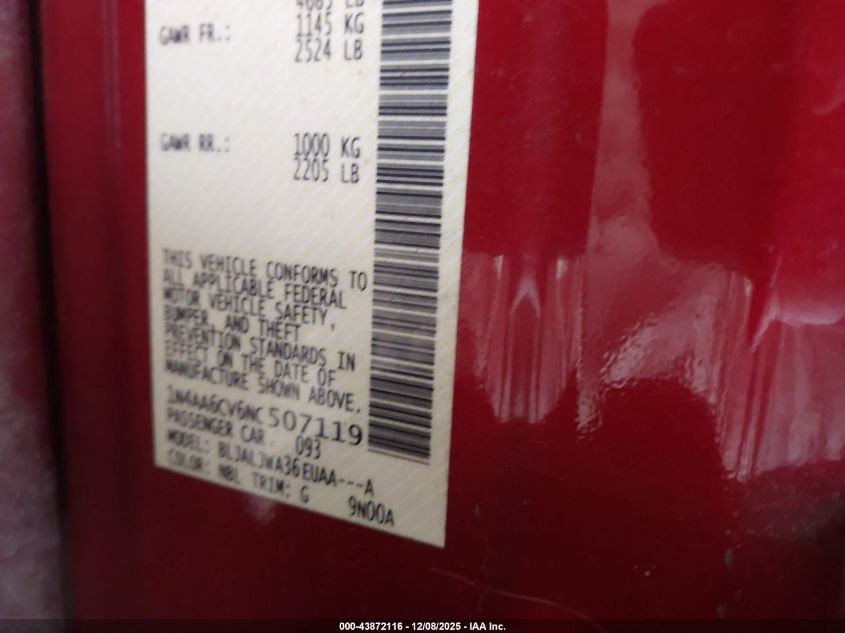 4665 LB
GAWR FR.: 1145 KG
2524 LB
GAWR RR.: 1000 KG
2205 LB
THIS VEHICLE CONFORMS TO
ALL APPLICABLE FEDERAL
MOTOR VEHICLE SAFETY,
BUMPER, AND THEFT
PREVENTION STANDARDS IN
EFFECT ON THE DATE OF
MANUFACTURE SHOWN ABOVE.
1N4AA6CV6NC507119
PASSENGER CAR 093
MODEL: BLJALJWA36EUAA---A
COLOR: NBL TRIM: G 9N00A
000-43872116 - 12/08/2025 - IAA Inc.